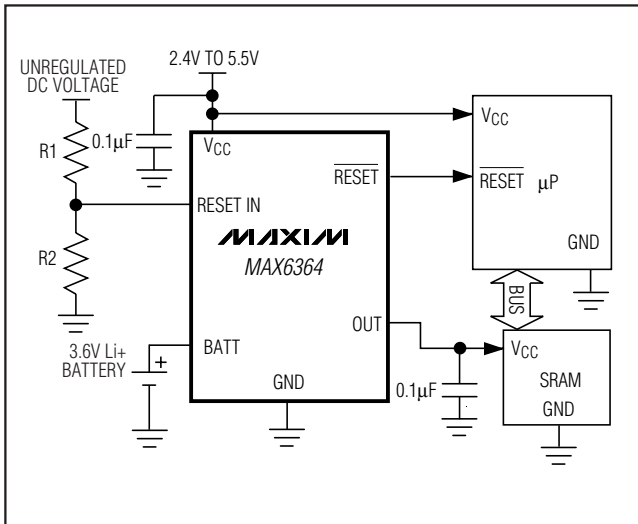 2.4V TO 5.5V
UNREGULATED
DC VOLTAGE
R1
0.1µF
VCC
RESET
RESET IN
MAXIM
MAX6364
R2
3.6V Li+
BATTERY
+
BATT
OUT
GND
VCC
RESET µP
GND
BUS
0.1µF
VCC
SRAM
GND